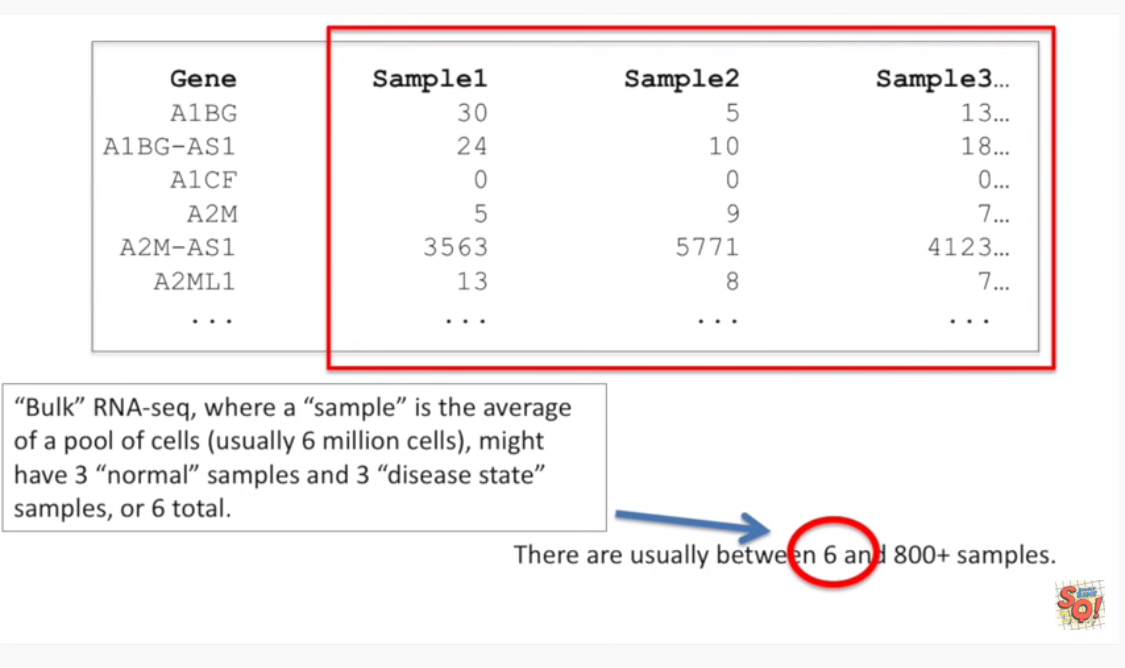 Gene Sample1 Sample2 Sample3…
A1BG 30 5 13…
A1BG-AS1 24 10 18…
A1CF 0 0 0…
A2M 5 9 7…
A2M-AS1 3563 5771 4123…
A2ML1 13 8 7…
... ... ... ...
“Bulk” RNA-seq, where a “sample” is the average
of a pool of cells (usually 6 million cells), might
have 3 “normal” samples and 3 “disease state”
samples, or 6 total.
There are usually between 6 and 800+ samples.
SQ!